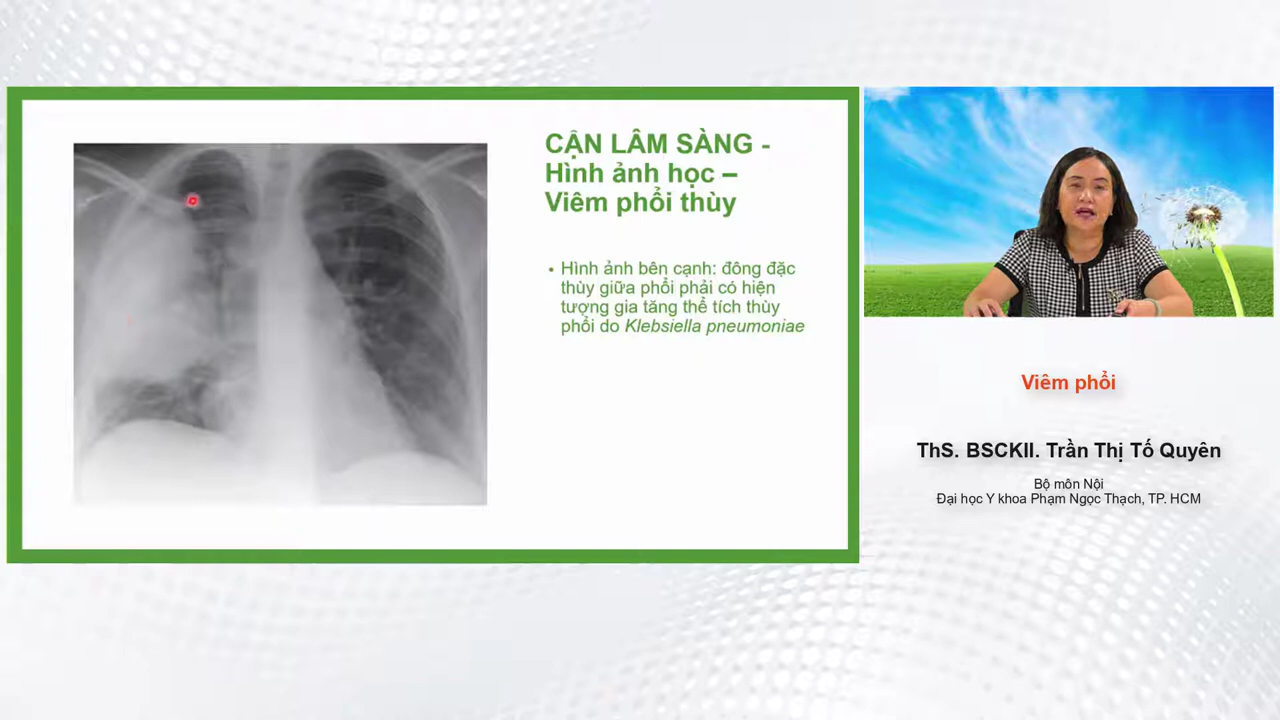 CẬN LÂM SÀNG -
Hình ảnh học –
Viêm phổi thùy
• Hình ảnh bên cạnh: đông đặc
thùy giữa phổi phải có hiện
tượng gia tăng thể tích thùy
phổi do Klebsiella pneumoniae
Viêm phổi
ThS. BSCKII. Trần Thị Tố Quyên
Bộ môn Nội
Đại học Y khoa Phạm Ngọc Thạch, TP. HCM